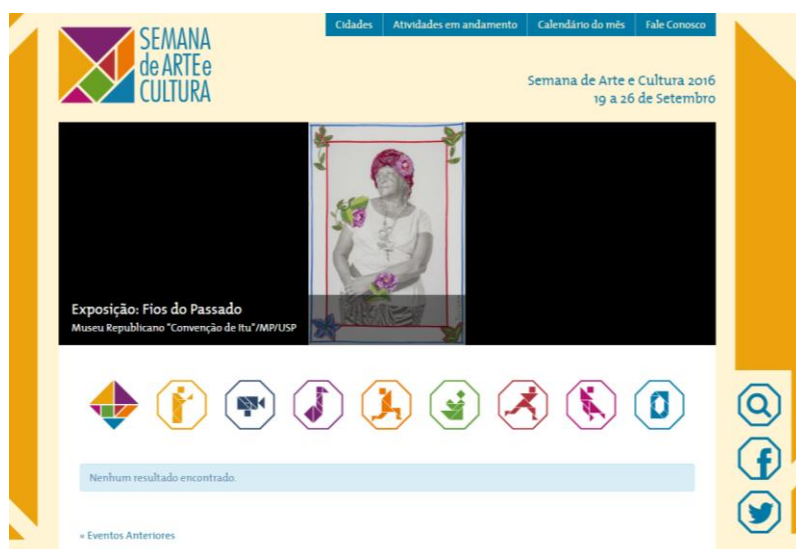 SEMANA
de ARTE e
CULTURA
Cidades
Atividades em andamento
Calendário do mês
Fale Conosco
Semana de Arte e Cultura 2016
19 a 26 de Setembro
Exposição: Fios do Passado
Museu Republicano "Convenção de Itu"/MP/USP
Nenhum resultado encontrado.
« Eventos Anteriores